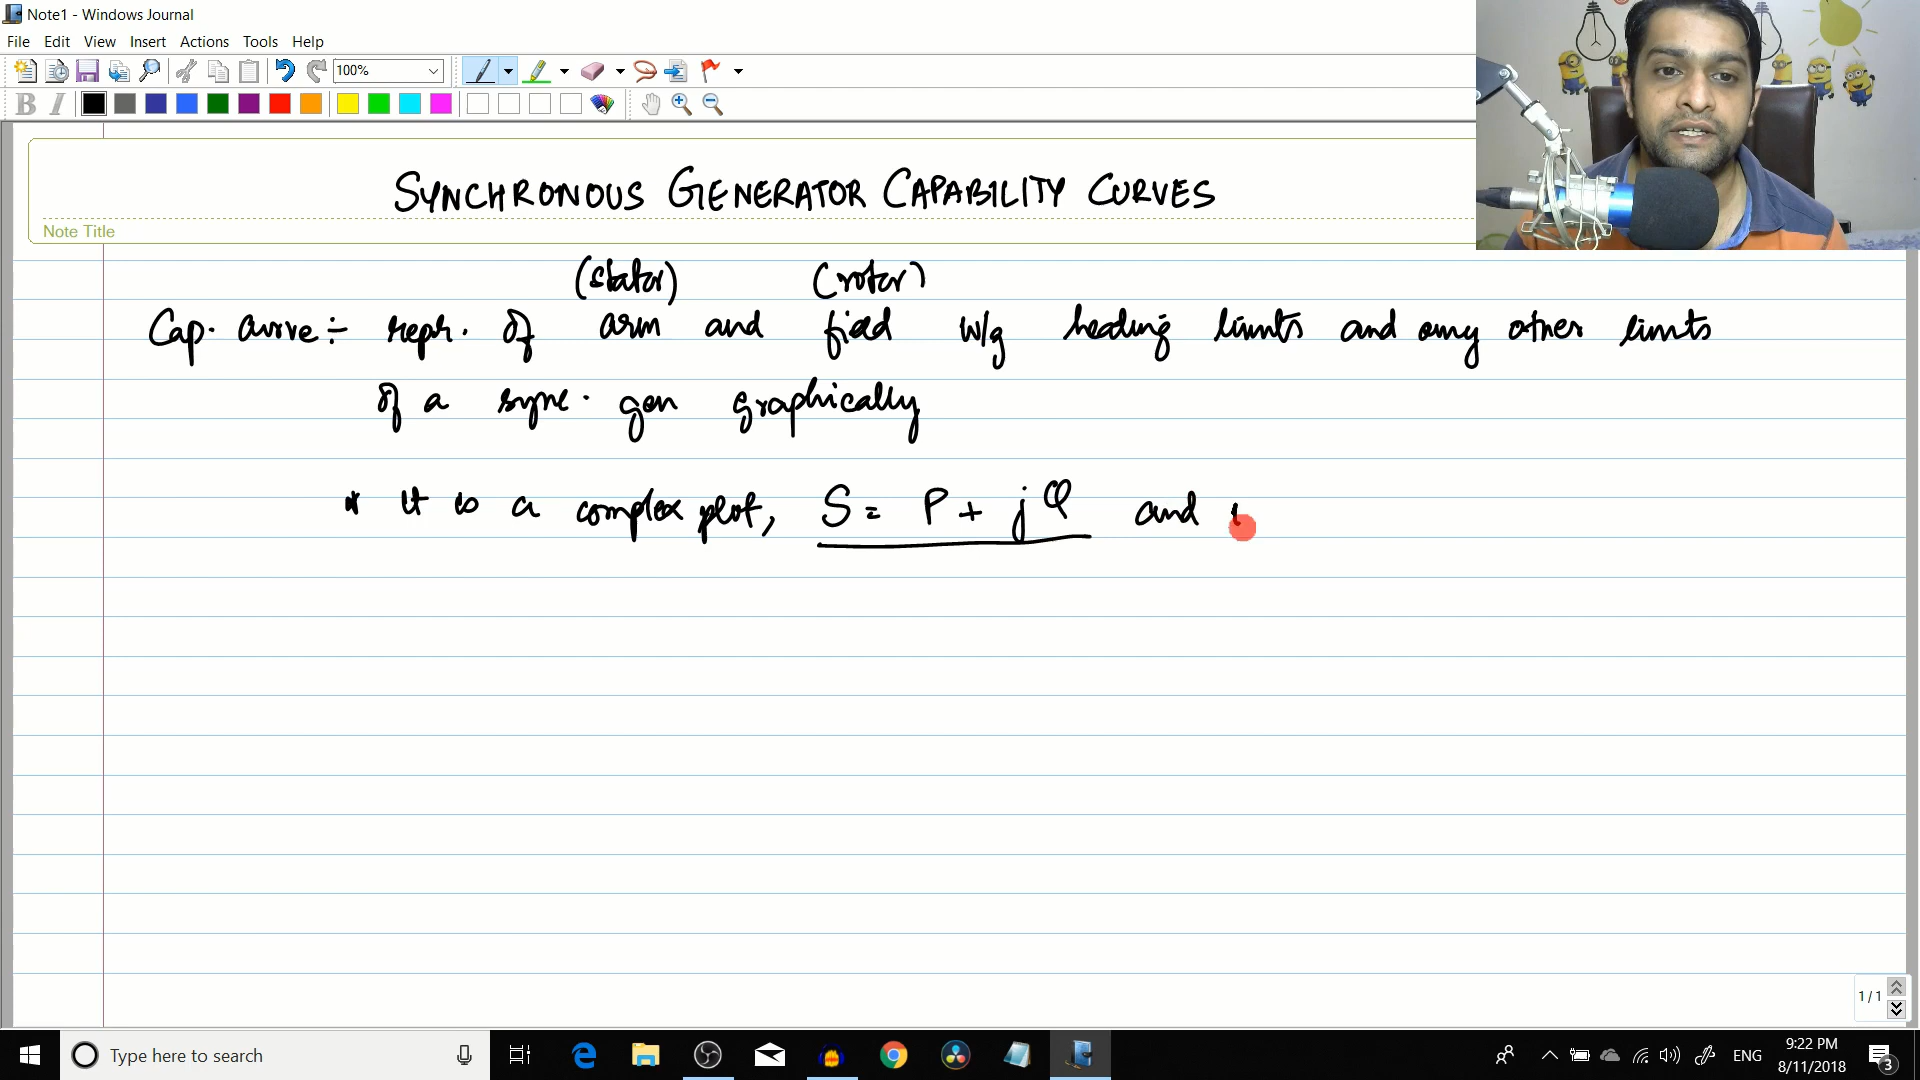 Note1 - Windows Journal
File Edit View Insert Actions Tools Help
100%
B I
SYNCHRONOUS GENERATOR CAPABILITY CURVES
Note Title
(stator) (rotor)
Cap. curve :- repr. of arm and field w/g heating limits and any other limits
of a sync. gen graphically
* it is a complex plot, S = P + jQ and i
1 / 1
Type here to search
ENG
9:22 PM
8/11/2018
3